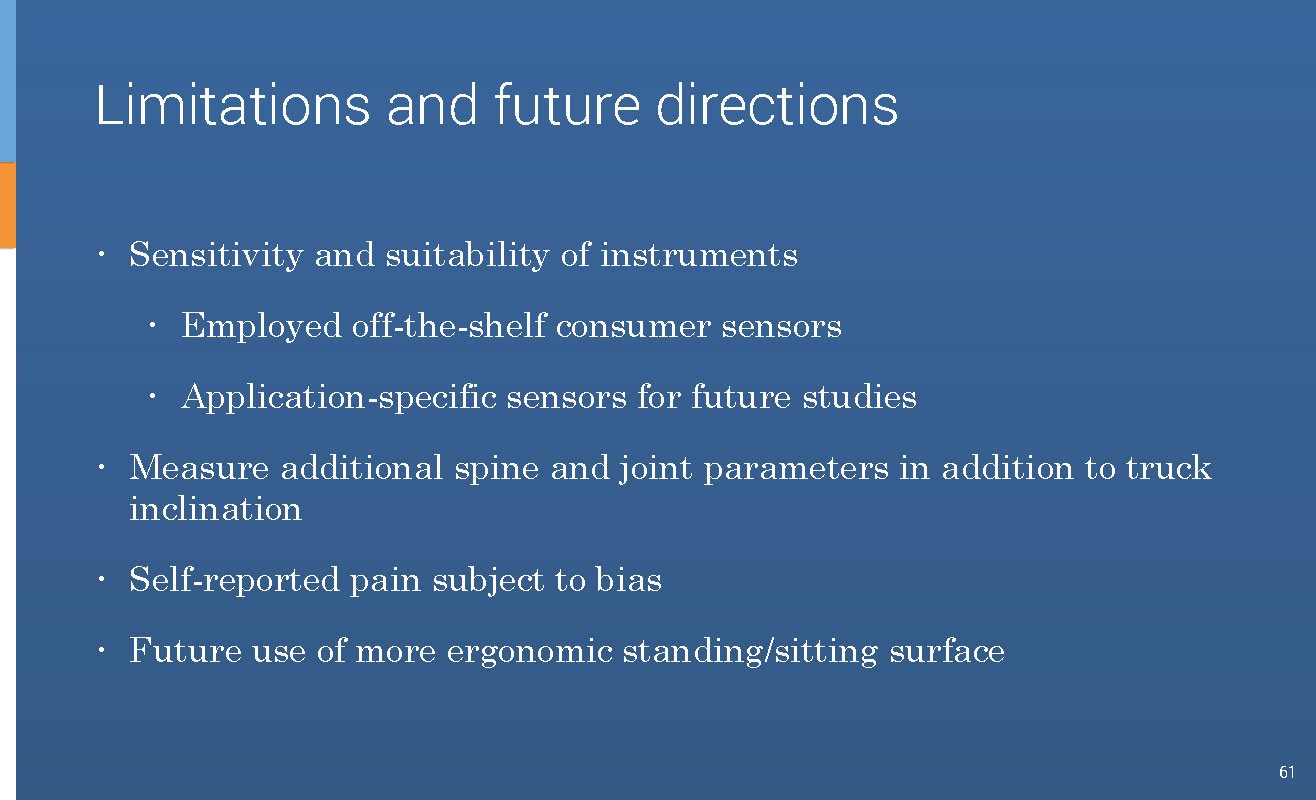 Limitations and future directions
· Sensitivity and suitability of instruments
· Employed off-the-shelf consumer sensors
· Application-specific sensors for future studies
· Measure additional spine and joint parameters in addition to truck
inclination
· Self-reported pain subject to bias
· Future use of more ergonomic standing/sitting surface
61